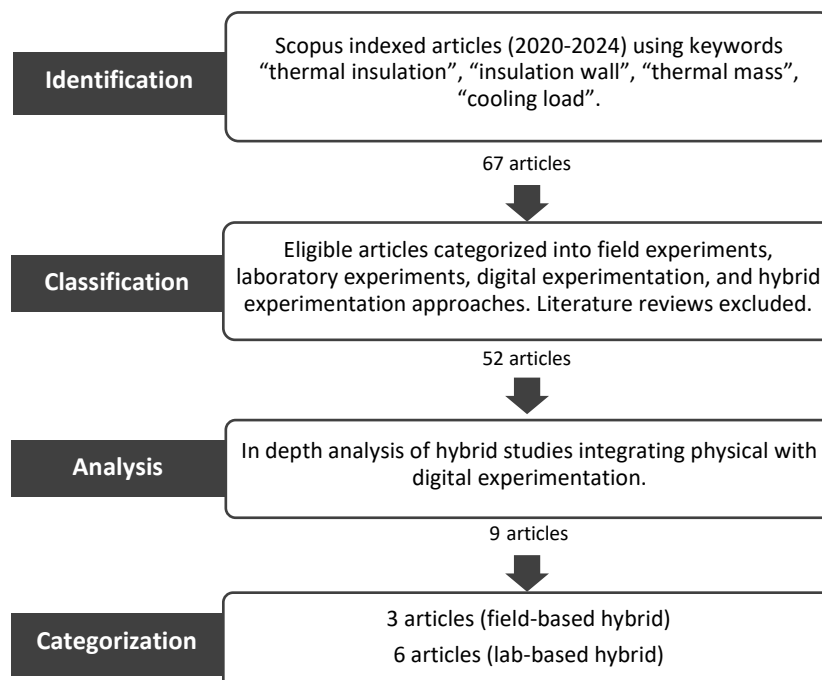 Identification
Scopus indexed articles (2020-2024) using keywords
“thermal insulation”, “insulation wall”, “thermal mass”,
“cooling load”.
67 articles
Classification
Eligible articles categorized into field experiments,
laboratory experiments, digital experimentation, and hybrid
experimentation approaches. Literature reviews excluded.
52 articles
Analysis
In depth analysis of hybrid studies integrating physical with
digital experimentation.
9 articles
Categorization
3 articles (field-based hybrid)
6 articles (lab-based hybrid)